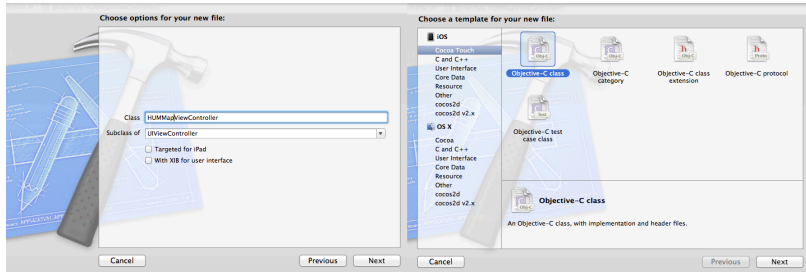 Choose options for your new file:
Class HUMMapViewController
Subclass of UIViewController
Targeted for iPad
With XIB for user interface
Cancel Previous Next
Choose a template for your new file:
iOS
Cocoa Touch
C and C++
User Interface
Core Data
Resource
Other
cocos2d
cocos2d v2.x
OS X
Cocoa
C and C++
User Interface
Core Data
Resource
Other
cocos2d
cocos2d v2.x
Objective-C class
Objective-C category
Objective-C class extension
Objective-C protocol
Objective-C test case class
Objective-C class
An Objective-C class, with implementation and header files.
Cancel Previous Next